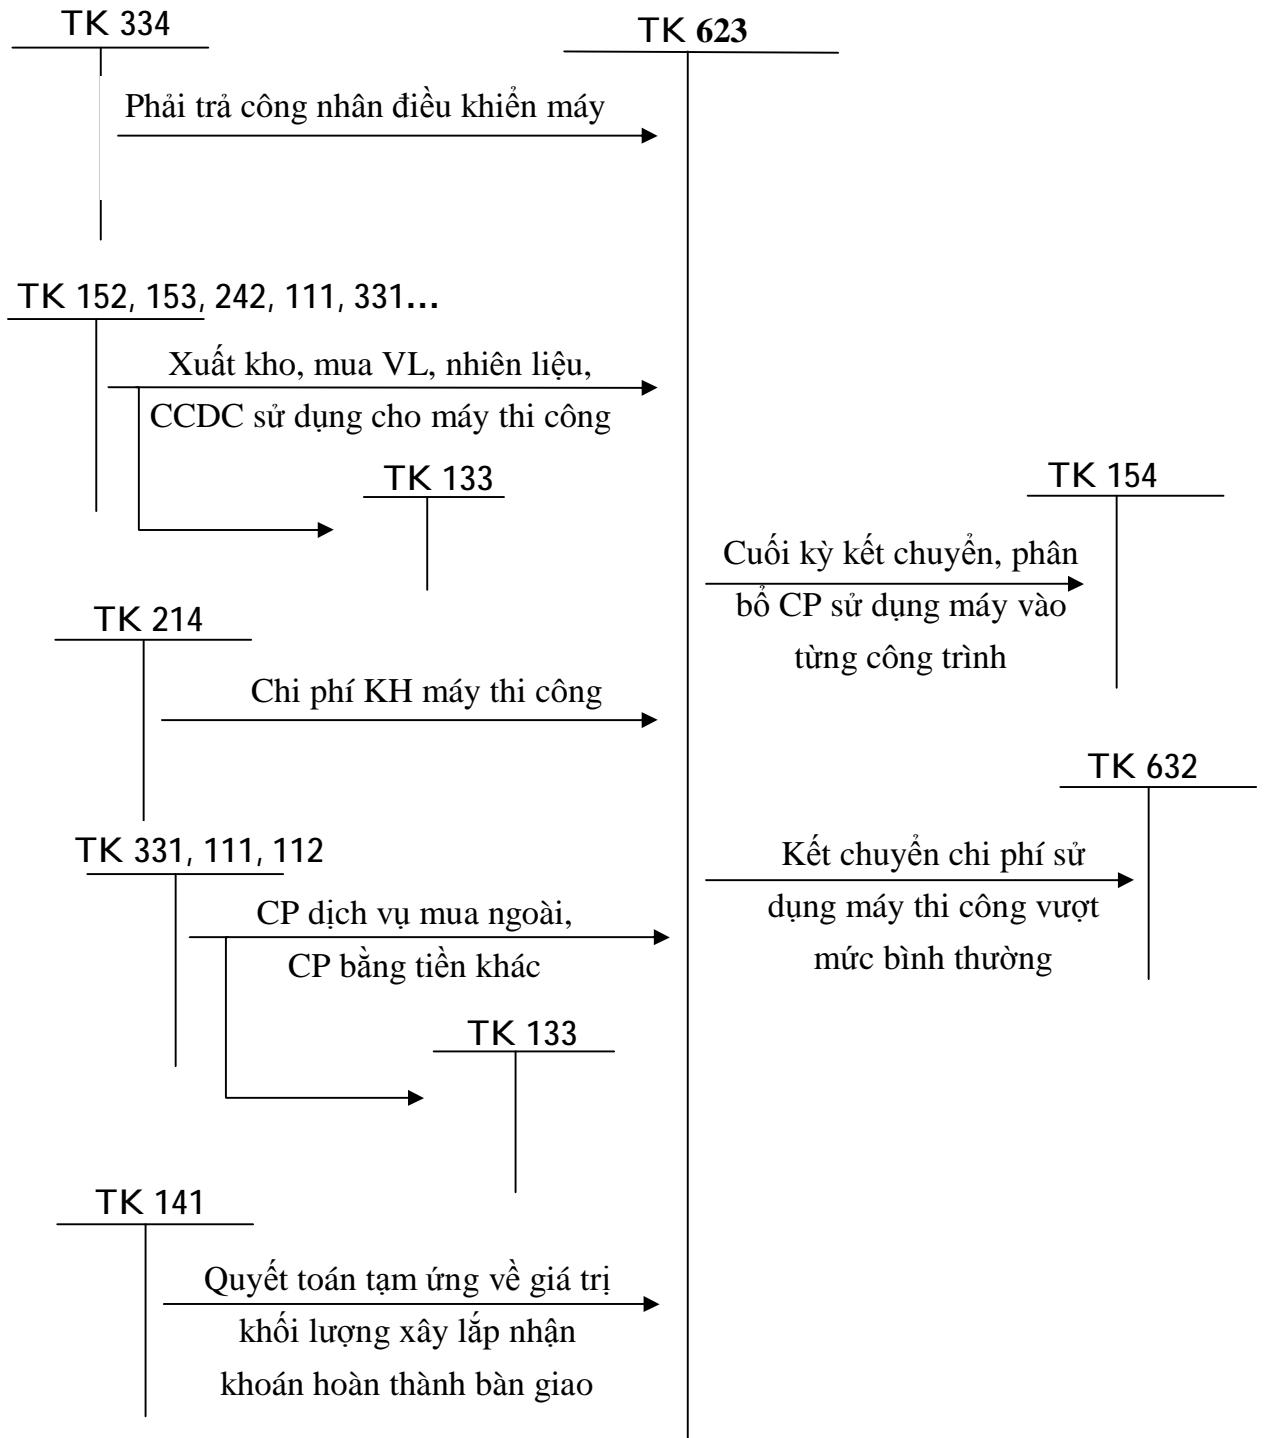 TK 334
TK 623
Phải trả công nhân điều khiển máy
TK 152, 153, 242, 111, 331...
Xuất kho, mua VL, nhiên liệu,
CCDC sử dụng cho máy thi công
TK 133
TK 154
Cuối kỳ kết chuyển, phân
bổ CP sử dụng máy vào
từng công trình
TK 214
Chi phí KH máy thi công
TK 632
Kết chuyển chi phí sử
dụng máy thi công vượt
mức bình thường
TK 331, 111, 112
CP dịch vụ mua ngoài,
CP bằng tiền khác
TK 133
TK 141
Quyết toán tạm ứng về giá trị
khối lượng xây lắp nhận
khoán hoàn thành bàn giao